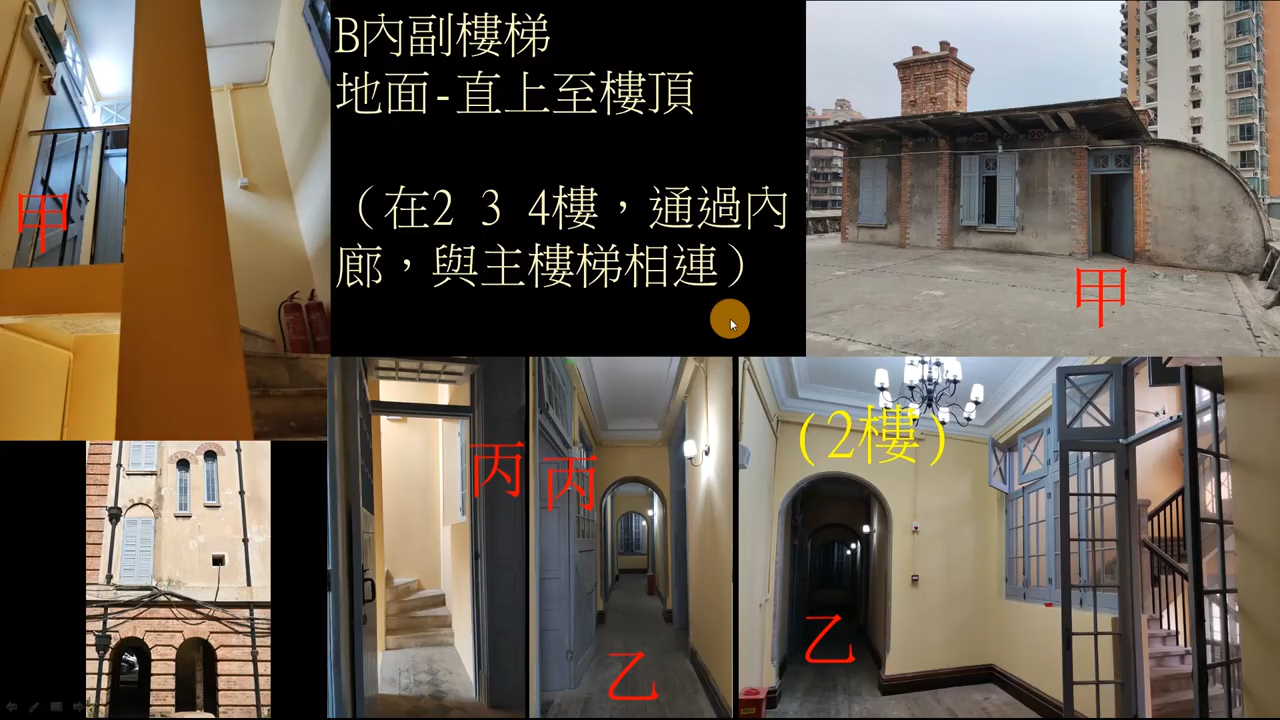 B內副樓梯
地面-直上至樓頂
（在2 3 4樓，通過內
廊，與主樓梯相連）
甲
甲
丙
丙
(2樓)
乙
乙